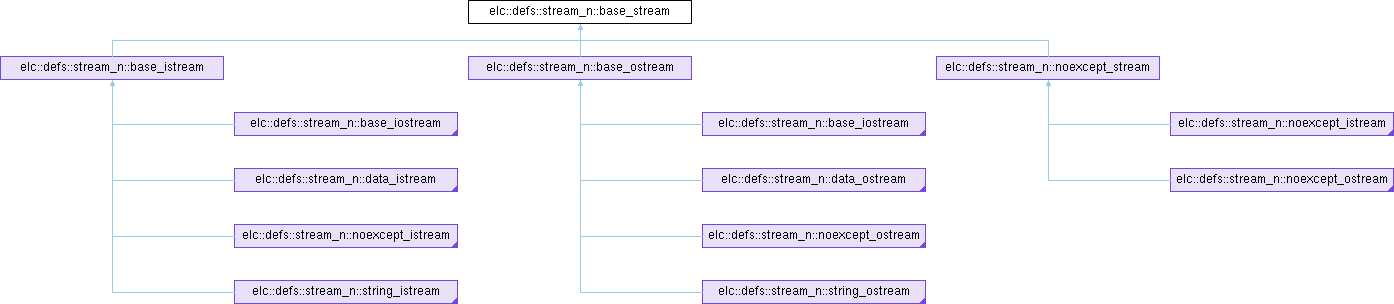 elc::defs::stream_n::base_stream
elc::defs::stream_n::base_istream
elc::defs::stream_n::base_ostream
elc::defs::stream_n::noexcept_stream
elc::defs::stream_n::base_iostream
elc::defs::stream_n::base_iostream
elc::defs::stream_n::noexcept_istream
elc::defs::stream_n::data_istream
elc::defs::stream_n::data_ostream
elc::defs::stream_n::noexcept_ostream
elc::defs::stream_n::noexcept_istream
elc::defs::stream_n::noexcept_ostream
elc::defs::stream_n::string_istream
elc::defs::stream_n::string_ostream